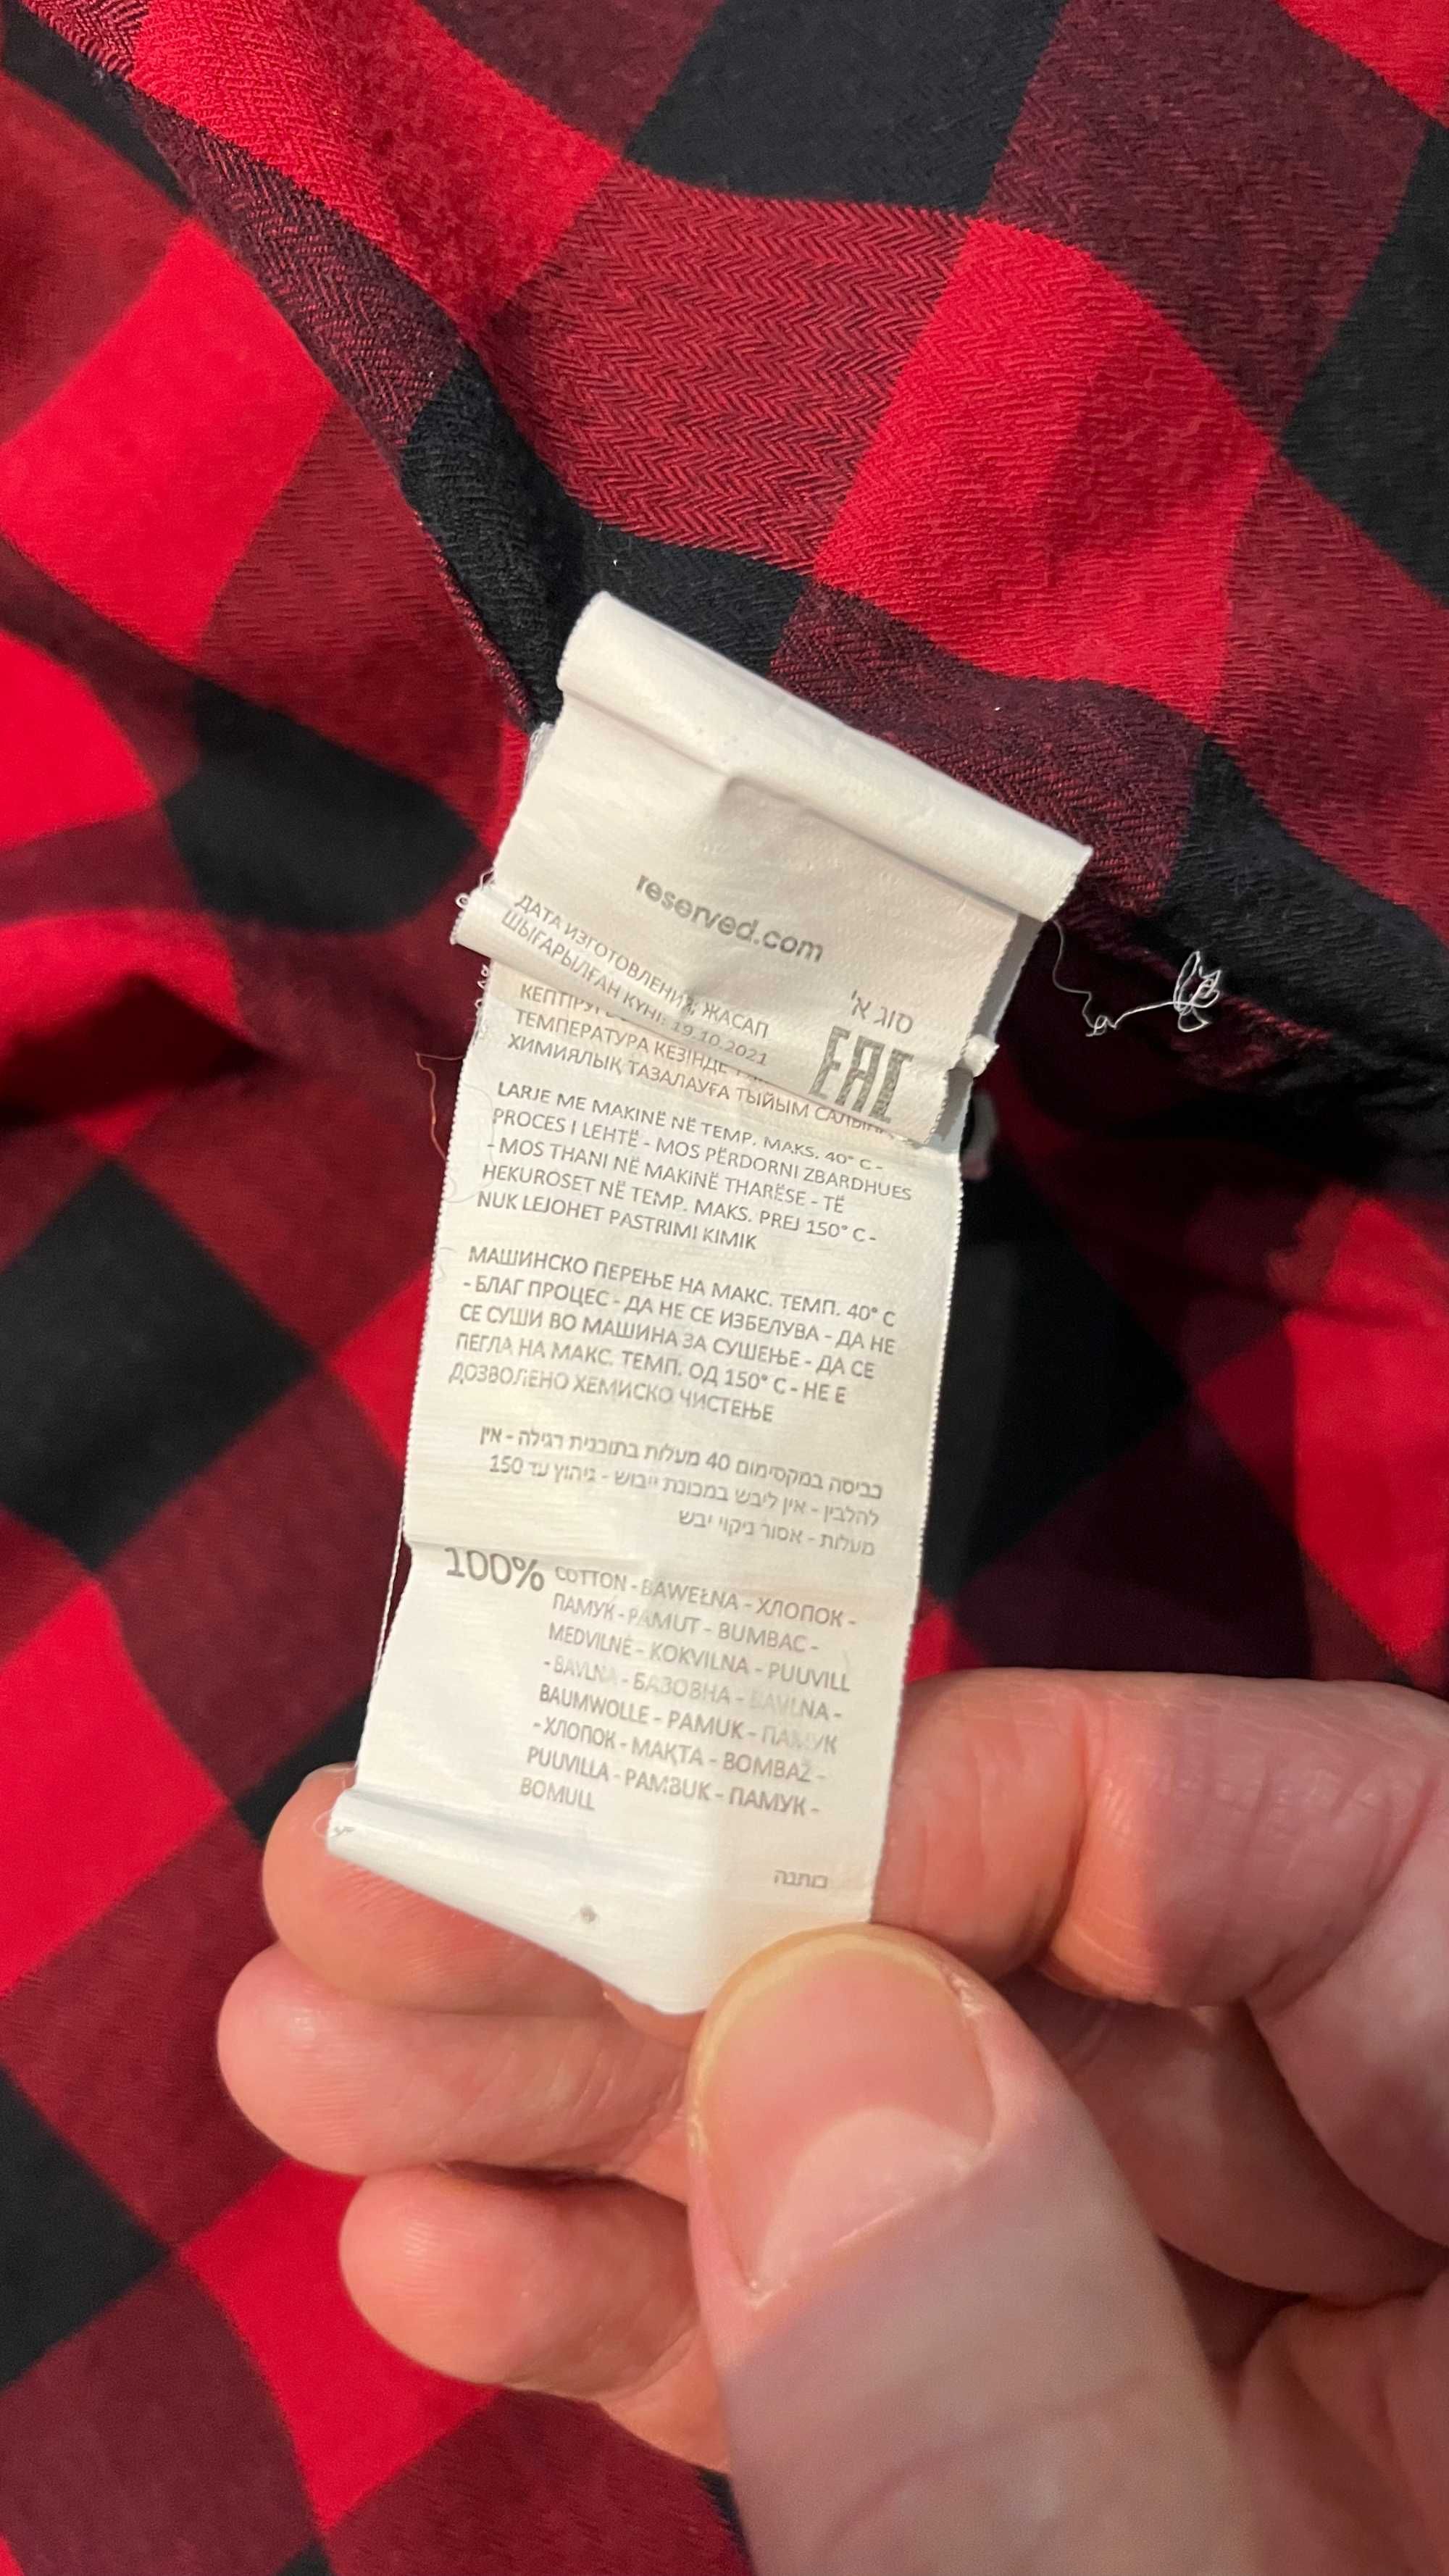 reserved.com
סוג א'
ДАТА ИЗГОТОВЛЕНИЯ; ЖАСАП
ШЫҒАРЫЛҒАН КҮНІ: 19.10.2021
EAC
ТЕМПЕРАТУРА КЕЗІНДЕ
ХИМИЯЛЫҚ ТАЗАЛАУҒА ТЫЙЫМ
LARJE ME MAKINË NË TEMP. MAKS. 40° C -
PROCES I LEHTË - MOS PËRDORNI ZBARDHUES
- MOS THANI NË MAKINË THARËSE - TË
HEKUROSET NË TEMP. MAKS. PREJ 150° C -
NUK LEJOHET PASTRIMI KIMIK
МАШИНСКО ПЕРЕЊЕ НА МАКС. ТЕМП. 40° C
- БЛАГ ПРОЦЕС - ДА НЕ СЕ ИЗБЕЛУВА - ДА НЕ
СЕ СУШИ ВО МАШИНА ЗА СУШЕЊЕ - ДА СЕ
ПЕГЛА НА МАКС. ТЕМП. ОД 150° C - НЕ Е
ДОЗВОЛЕНО ХЕМИСКО ЧИСТЕЊЕ
כביסה במקסימום 40 מעלות בתוכנית רגילה - אין
להלבין - אין ליבש במכונת ייבוש - גיהוץ עד 150
מעלות - אסור ניקוי יבש
100% COTTON - BAWEŁNA - ХЛОПОК -
ПАМУК - PAMUT - BUMBAC -
MEDVILNĖ - KOKVILNA - PUUVILL
- BAVLNA - БАЗОВНА - BAVLNA -
BAUMWOLLE - PAMUK - ПАМУК
- ХЛОПОК - МАҚТА - BOMBAŽ -
PUUVILLA - PAMBUK - ПАМУК -
BOMULL
כותנה